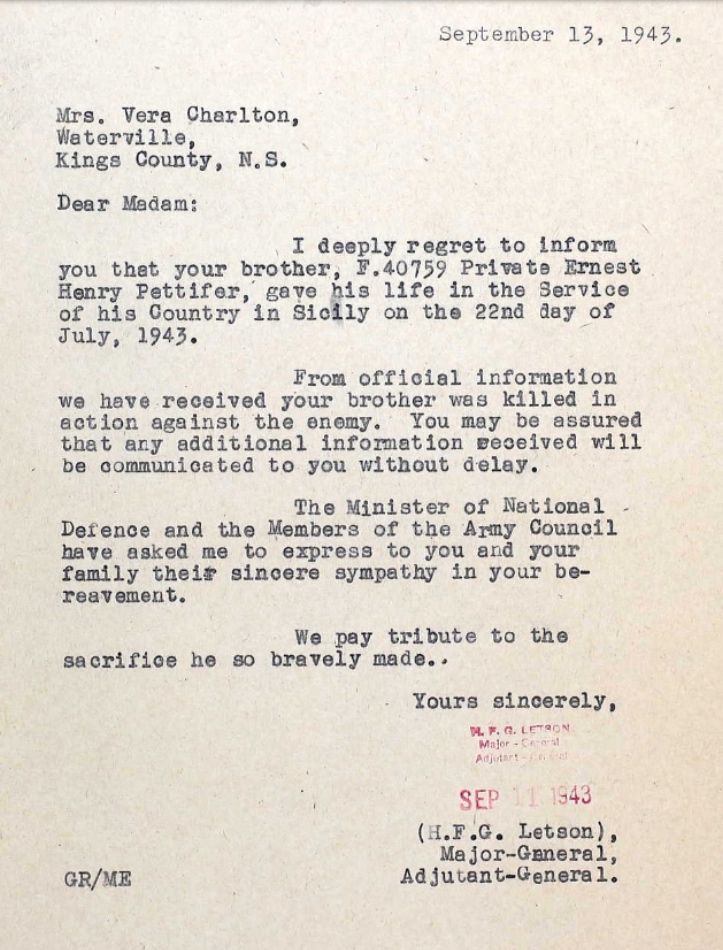 September 13, 1943.
Mrs. Vera Charlton,
Waterville,
Kings County, N.S.
Dear Madam:
I deeply regret to inform
you that your brother, F.40759 Private Ernest
Henry Pettifer, gave his life in the Service
of his Country in Sicily on the 22nd day of
July, 1943.
From official information
we have received your brother was killed in
action against the enemy. You may be assured
that any additional information received will
be communicated to you without delay.
The Minister of National
Defence and the Members of the Army Council
have asked me to express to you and your
family their sincere sympathy in your be-
reavement.
We pay tribute to the
sacrifice he so bravely made..
Yours sincerely,
H. F. G. LETSON
Major - General
Adjutant - General
SEP 11 1943
(H.F.G. Letson),
Major-General,
GR/ME Adjutant-General.